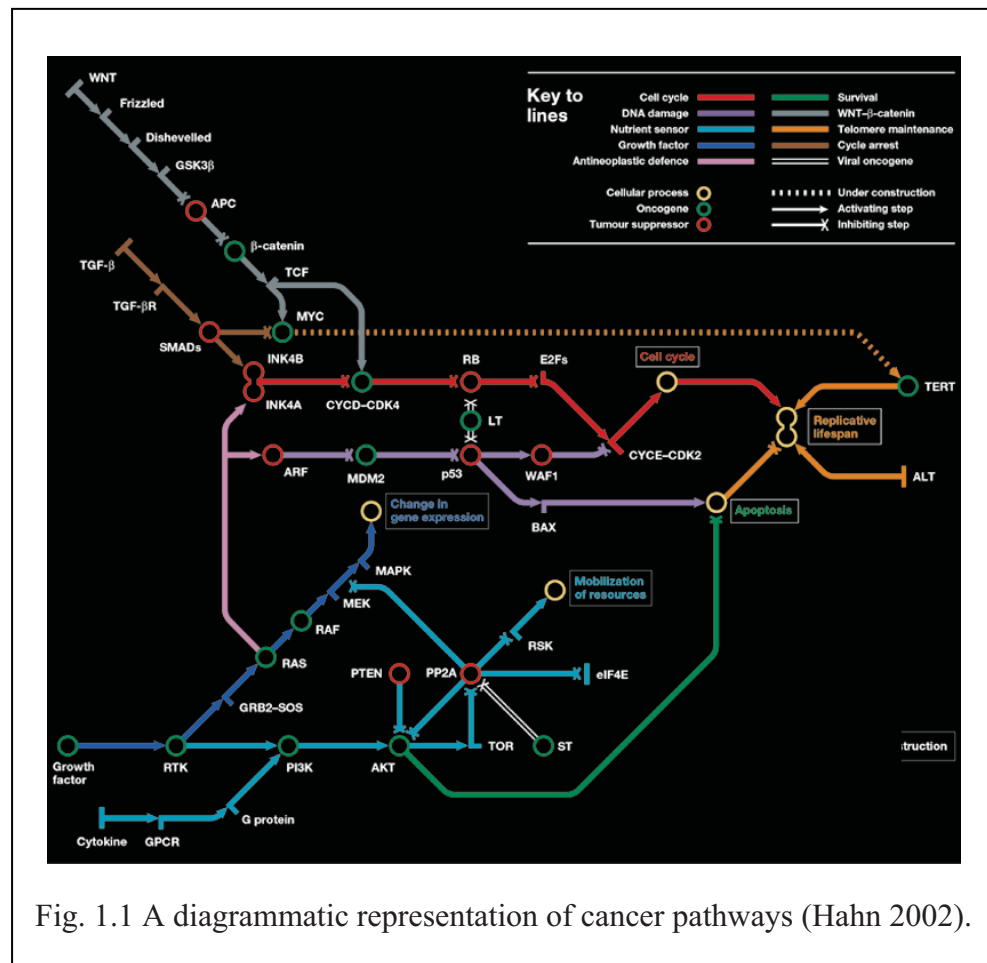 WNT
Frizzled
Dishevelled
GSK3β
APC
β-catenin
TCF
MYC
TGF-β
TGF-βR
SMADs
INK4B
INK4A
CYCD–CDK4
RB
E2Fs
Cell cycle
TERT
LT
Replicative
lifespan
CYCE–CDK2
ARF
MDM2
p53
WAF1
ALT
BAX
Apoptosis
Change in
gene expression
MAPK
MEK
Mobilization
of resources
RAF
RSK
RAS
PTEN
PP2A
eIF4E
GRB2–SOS
Growth
factor
RTK
PI3K
AKT
TOR
ST
struction
Cytokine
GPCR
G protein
Key to
lines
Cell cycle
DNA damage
Nutrient sensor
Growth factor
Antineoplastic defence
Survival
WNT–β-catenin
Telomere maintenance
Cycle arrest
Viral oncogene
Cellular process
Oncogene
Tumour suppressor
Under construction
Activating step
Inhibiting step
Fig. 1.1 A diagrammatic representation of cancer pathways (Hahn 2002).